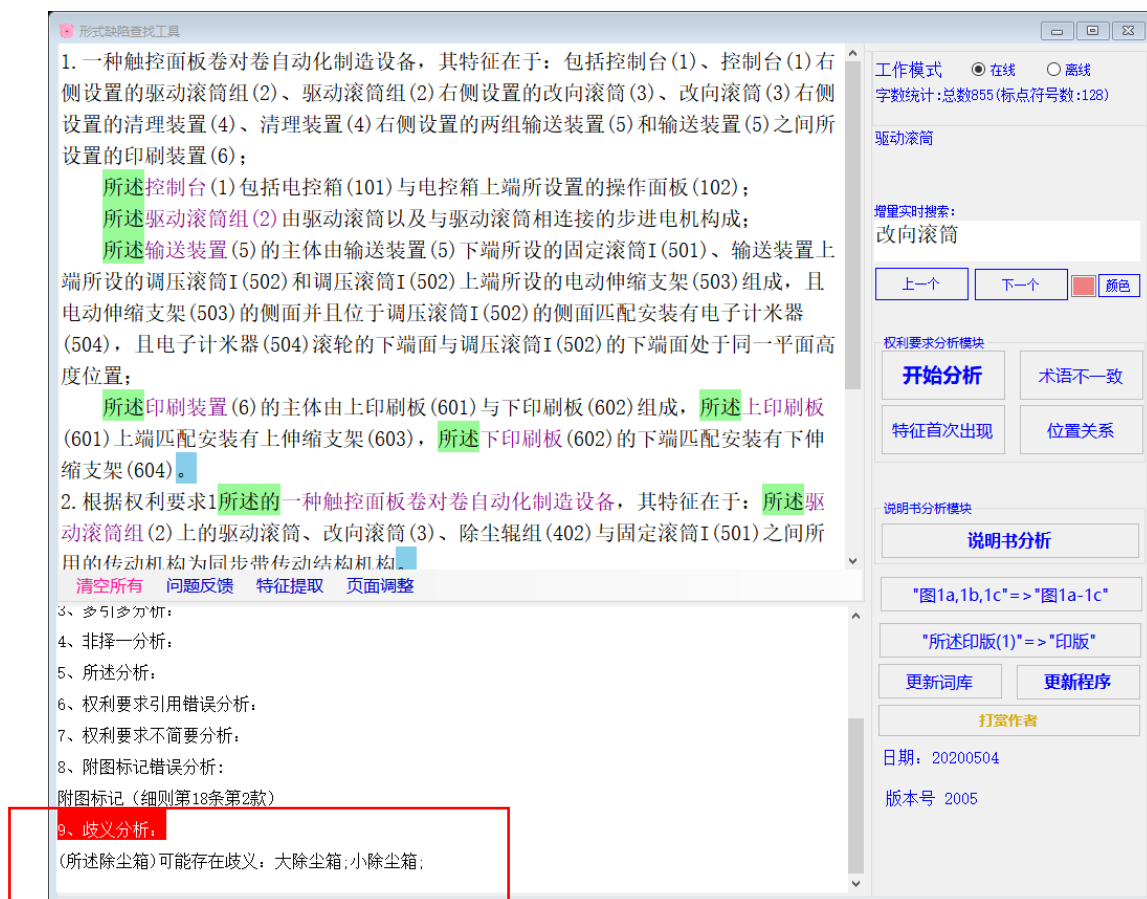 形式缺陷查找工具
1.一种触控面板卷对卷自动化制造设备，其特征在于：包括控制台(1)、控制台(1)右
侧设置的驱动滚筒组(2)、驱动滚筒组(2)右侧设置的改向滚筒(3)、改向滚筒(3)右侧
设置的清理装置(4)、清理装置(4)右侧设置的两组输送装置(5)和输送装置(5)之间所
设置的印刷装置(6)；
所述控制台(1)包括电控箱(101)与电控箱上端所设置的操作面板(102)；
所述驱动滚筒组(2)由驱动滚筒以及与驱动滚筒相连接的步进电机构成；
所述输送装置(5)的主体由输送装置(5)下端所设的固定滚筒I(501)、输送装置上
端所设的调压滚筒I(502)和调压滚筒I(502)上端所设的电动伸缩支架(503)组成，且
电动伸缩支架(503)的侧面并且位于调压滚筒I(502)的侧面匹配安装有电子计米器
(504)，且电子计米器(504)滚轮的下端面与调压滚筒I(502)的下端面处于同一平面高
度位置；
所述印刷装置(6)的主体由上印刷板(601)与下印刷板(602)组成，所述上印刷板
(601)上端匹配安装有上伸缩支架(603)，所述下印刷板(602)的下端匹配安装有下伸
缩支架(604)。
2.根据权利要求1所述的一种触控面板卷对卷自动化制造设备，其特征在于：所述驱
动滚筒组(2)上的驱动滚筒、改向滚筒(3)、除尘辊组(402)与固定滚筒I(501)之间所
用的传动机构为同步带传动结构机构。
清空所有 问题反馈 特征提取 页面调整
3、多引多分析：
4、非择一分析：
5、所述分析：
6、权利要求引用错误分析：
7、权利要求不简要分析：
8、附图标记错误分析:
附图标记（细则第18条第2款）
9、歧义分析：
(所述除尘箱)可能存在歧义：大除尘箱;小除尘箱;
工作模式 在线 离线
字数统计:总数855(标点符号数:128)
驱动滚筒
增量实时搜索：
改向滚筒
上一个 下一个 颜色
权利要求分析模块
开始分析 术语不一致
特征首次出现 位置关系
说明书分析模块
说明书分析
"图1a,1b,1c"=>"图1a-1c"
"所述印版(1)"=>"印版"
更新词库 更新程序
打赏作者
日期：20200504
版本号 2005